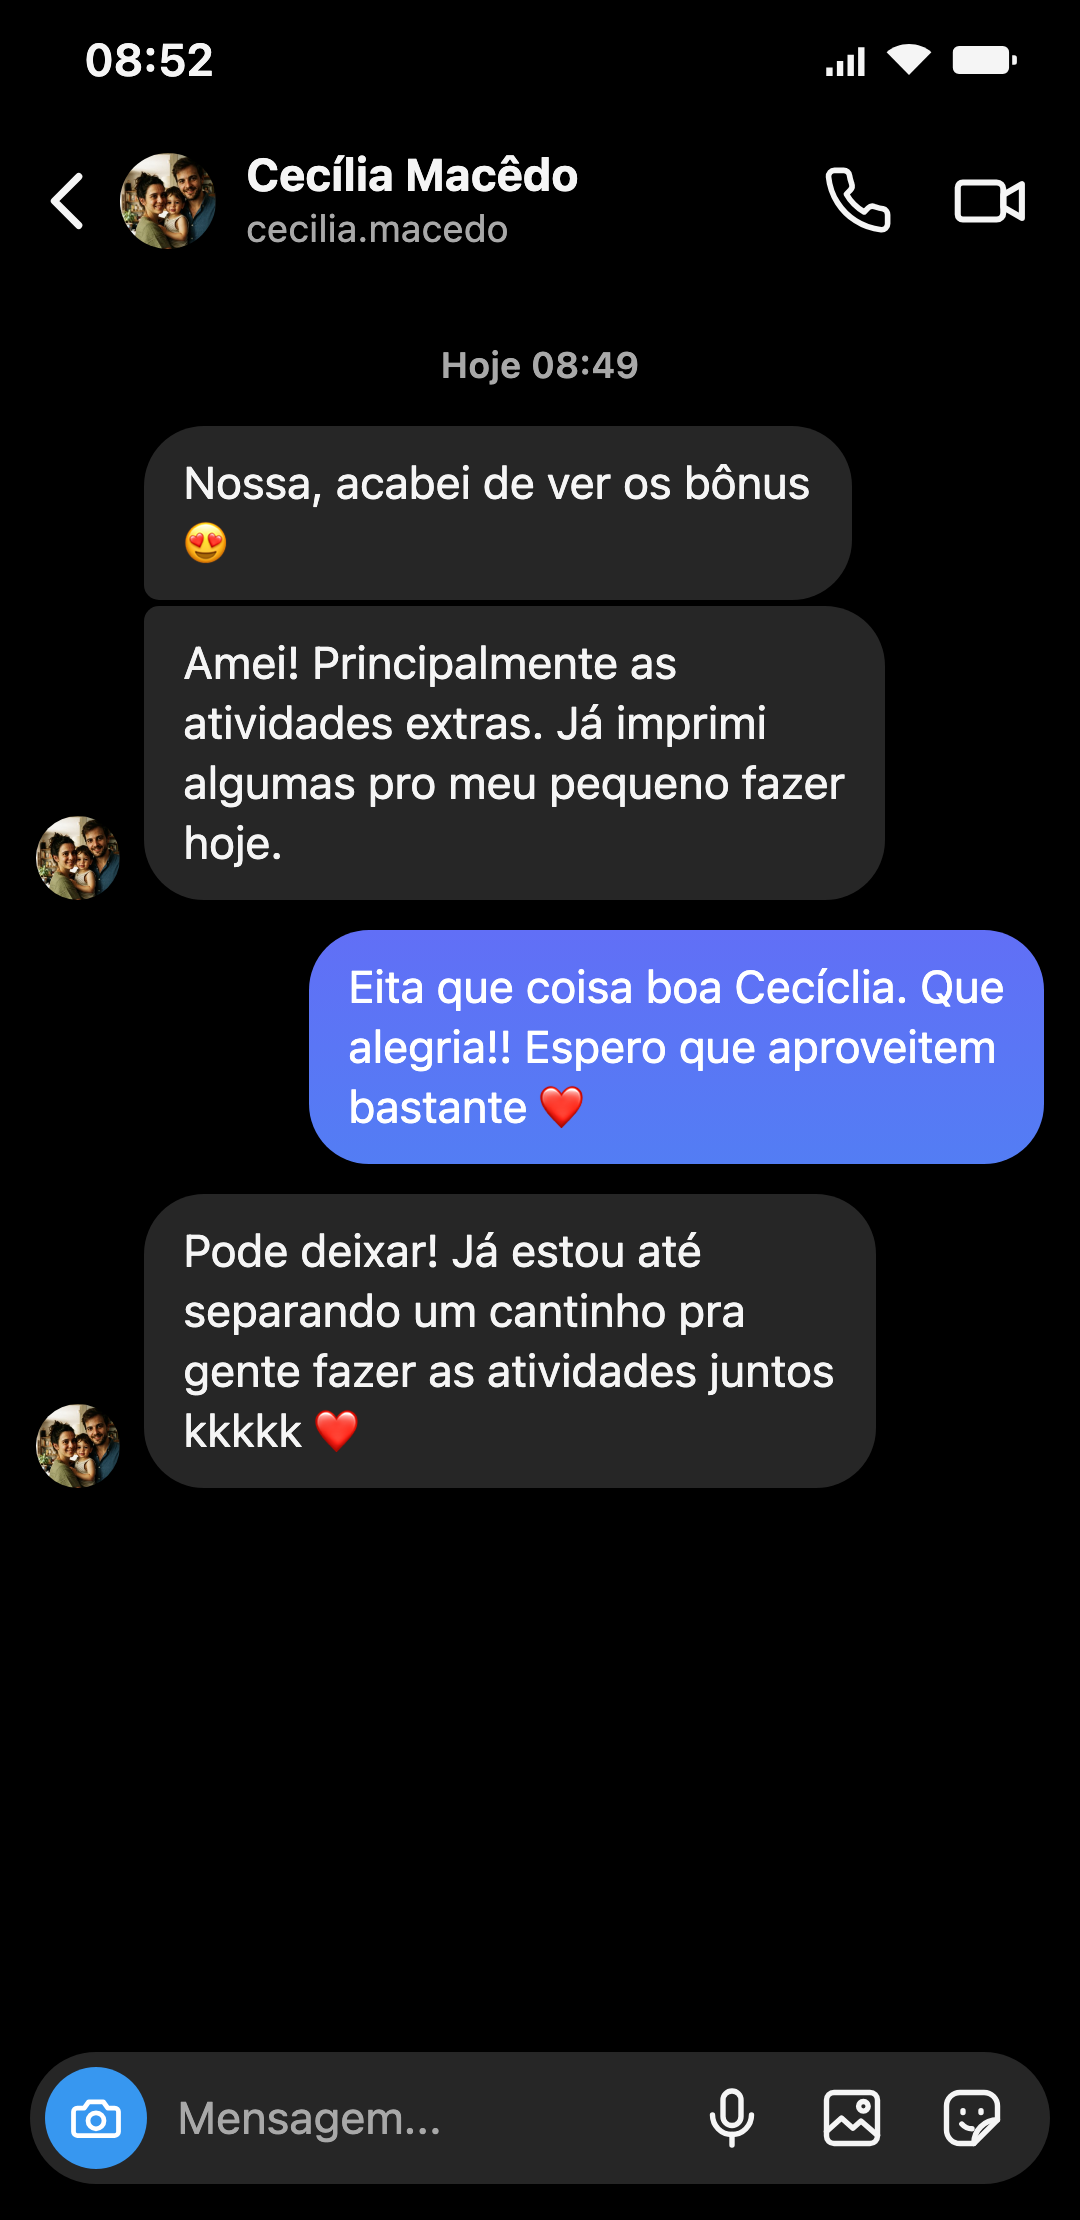 08:52
Cecília Macêdo
cecilia.macedo
Hoje 08:49
Nossa, acabei de ver os bônus
😍
Amei! Principalmente as
atividades extras. Já imprimi
algumas pro meu pequeno fazer
hoje.
Eita que coisa boa Cecíclia. Que
alegria!! Espero que aproveitem
bastante ❤️
Pode deixar! Já estou até
separando um cantinho pra
gente fazer as atividades juntos
kkkkk ❤️
Mensagem...